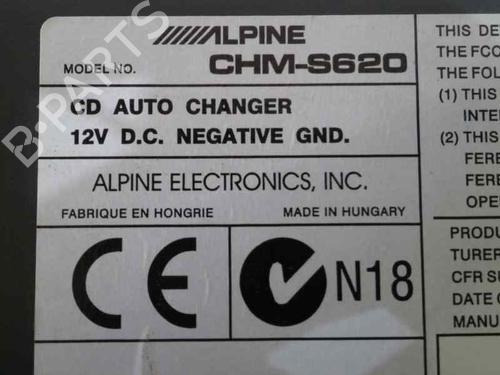 ALPINE
MODEL NO. CHM-S620
CD AUTO CHANGER
12V D.C. NEGATIVE GND.
ALPINE ELECTRONICS, INC.
FABRIQUE EN HONGRIE MADE IN HUNGARY
CE N18
THIS DE
THE FCC
THE FOL
(1) THIS
INTE
(2) THIS
FERE
FERE
OPE
PRODU
TURER
CFR SU
DATE
MANU
B-PARTS